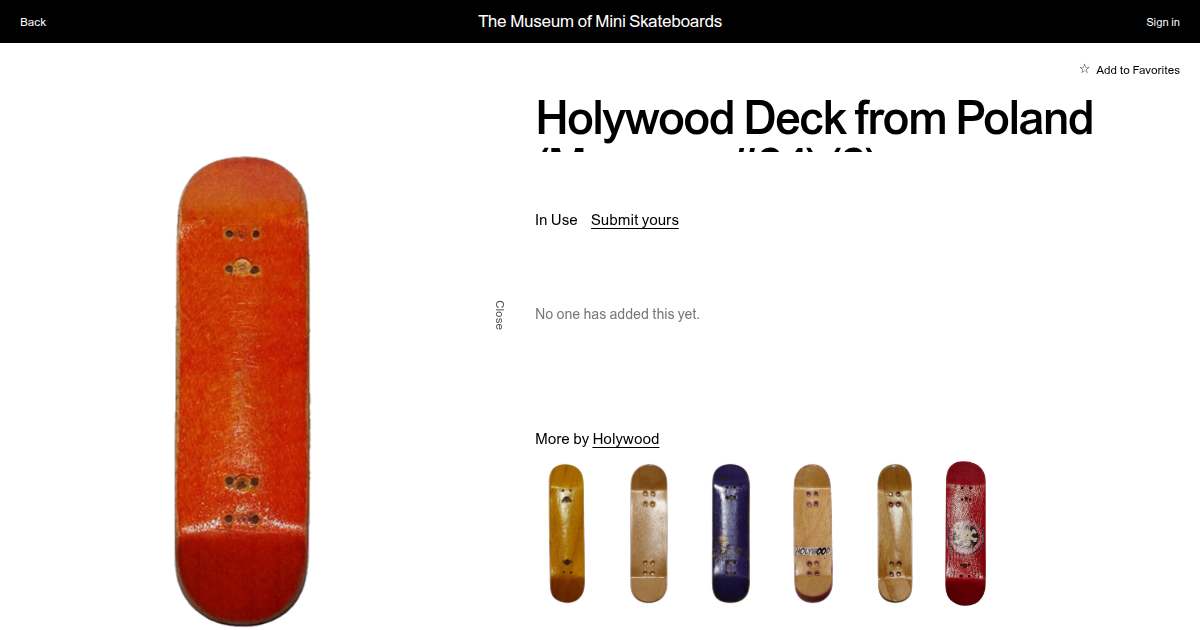 Back
The Museum of Mini Skateboards
Sign in
☆ Add to Favorites
Holywood Deck from Poland
In Use Submit yours
Close
No one has added this yet.
More by Holywood
HOLYWOOD